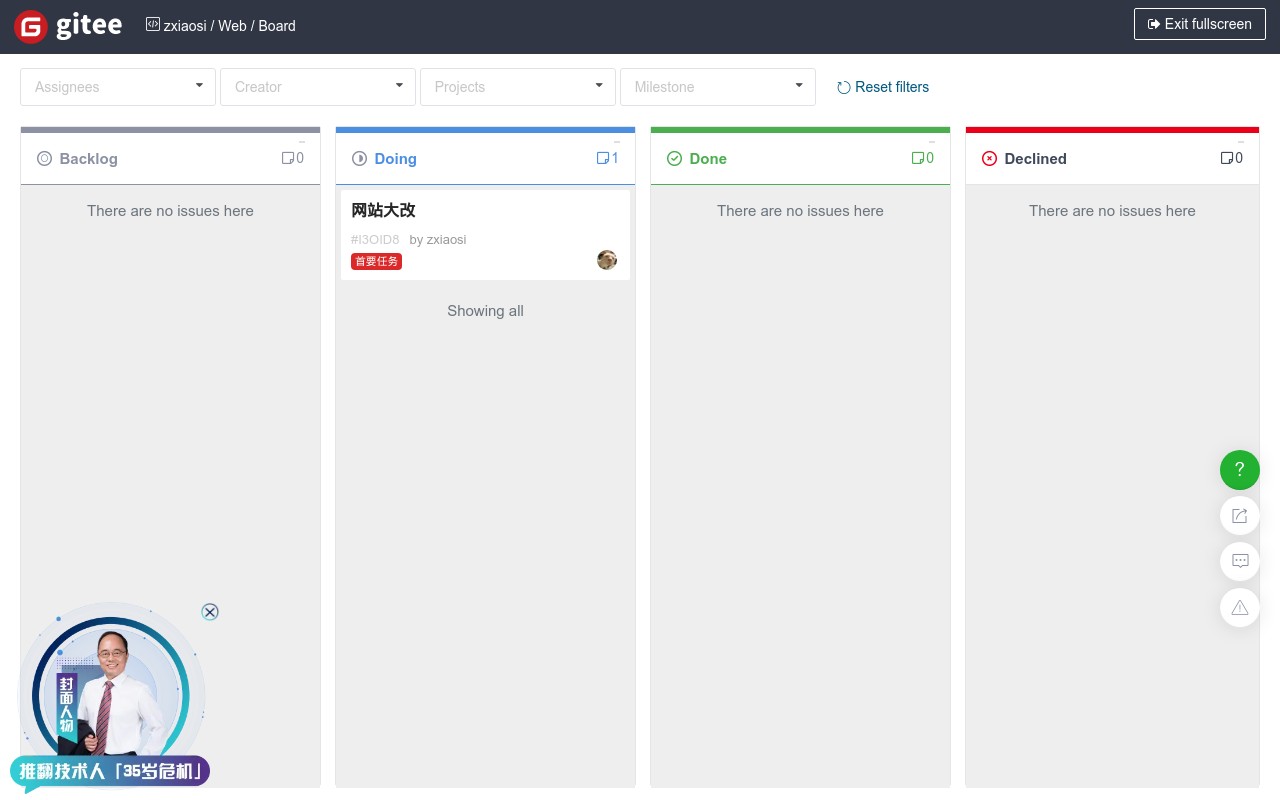 gitee
zxiaosi / Web / Board
Exit fullscreen
Assignees
Creator
Projects
Milestone
Reset filters
Backlog
0
Doing
1
Done
0
Declined
0
There are no issues here
网站大改
#I3OID8 by zxiaosi
首要任务
Showing all
There are no issues here
There are no issues here
?
封面人物
推翻技术人「35岁危机」